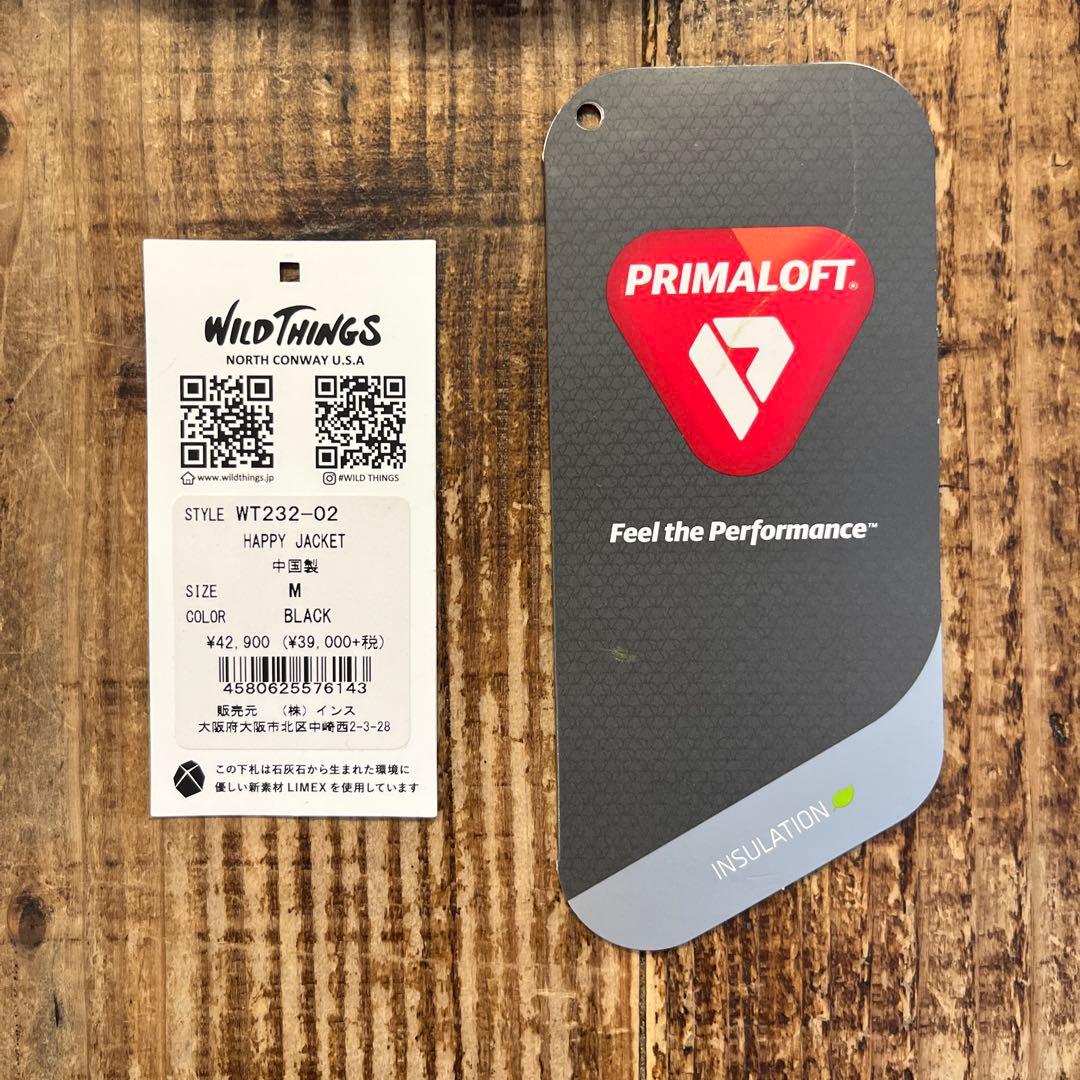 WILD THINGS
NORTH CONWAY U.S.A
www.wildthings.jp
#WILD THINGS
STYLE WT232-02
HAPPY JACKET
中国製
SIZE M
COLOR BLACK
¥42,900 (¥39,000+税)
4580625576143
販売元 (株)インス
大阪府大阪市北区中崎西2-3-28
この下札は石灰石から生まれた環境に
優しい新素材 LIMEX を使用しています
PRIMALOFT®
Feel the Performance™
INSULATION